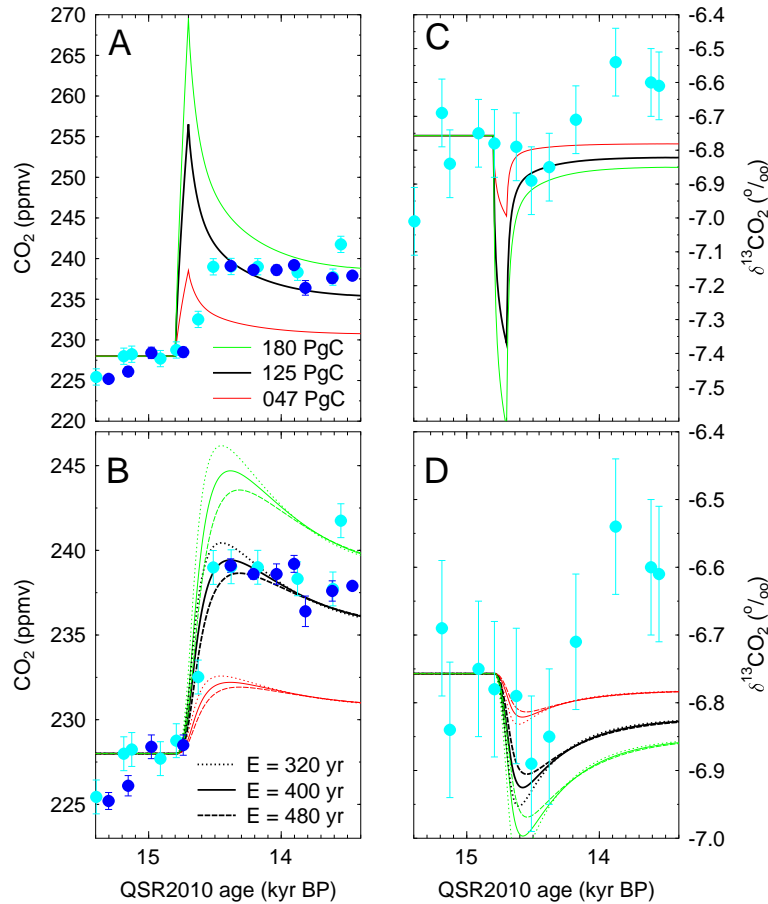 A
270
265
260
255
250
245
240
235
230
225
220
CO2 (ppmv)
180 PgC
125 PgC
047 PgC
C
-6.4
-6.5
-6.6
-6.7
-6.8
-6.9
-7.0
-7.1
-7.2
-7.3
-7.4
-7.5
δ13CO2 (o/oo)
B
245
240
235
230
225
CO2 (ppmv)
E = 320 yr
E = 400 yr
E = 480 yr
15 14
QSR2010 age (kyr BP)
D
-6.4
-6.5
-6.6
-6.7
-6.8
-6.9
-7.0
δ13CO2 (o/oo)
15 14
QSR2010 age (kyr BP)